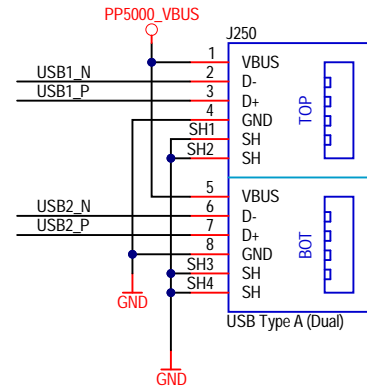 PP5000_VBUS
J250
1 VBUS
USB1_N 2 D-
USB1_P 3 D+
4 GND
SH1 SH
SH2 SH
TOP
5 VBUS
USB2_N 6 D-
USB2_P 7 D+
8 GND
SH3 SH
SH4 SH
BOT
GND
USB Type A (Dual)
GND